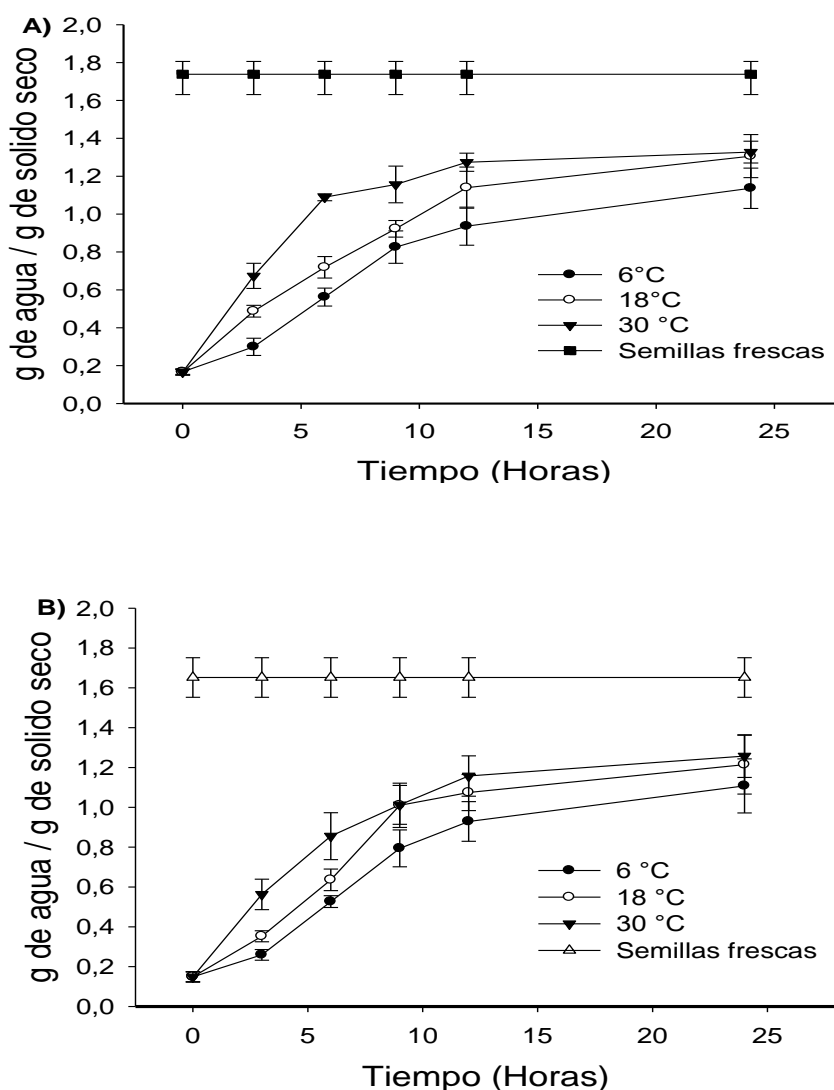 A)
g de agua / g de solido seco
2,0
1,8
1,6
1,4
1,2
1,0
0,8
0,6
0,4
0,2
0,0
6°C
18°C
30 °C
Semillas frescas
0 5 10 15 20 25
Tiempo (Horas)
B)
g de agua / g de solido seco
2,0
1,8
1,6
1,4
1,2
1,0
0,8
0,6
0,4
0,2
0,0
6 °C
18 °C
30 °C
Semillas frescas
0 5 10 15 20 25
Tiempo (Horas)